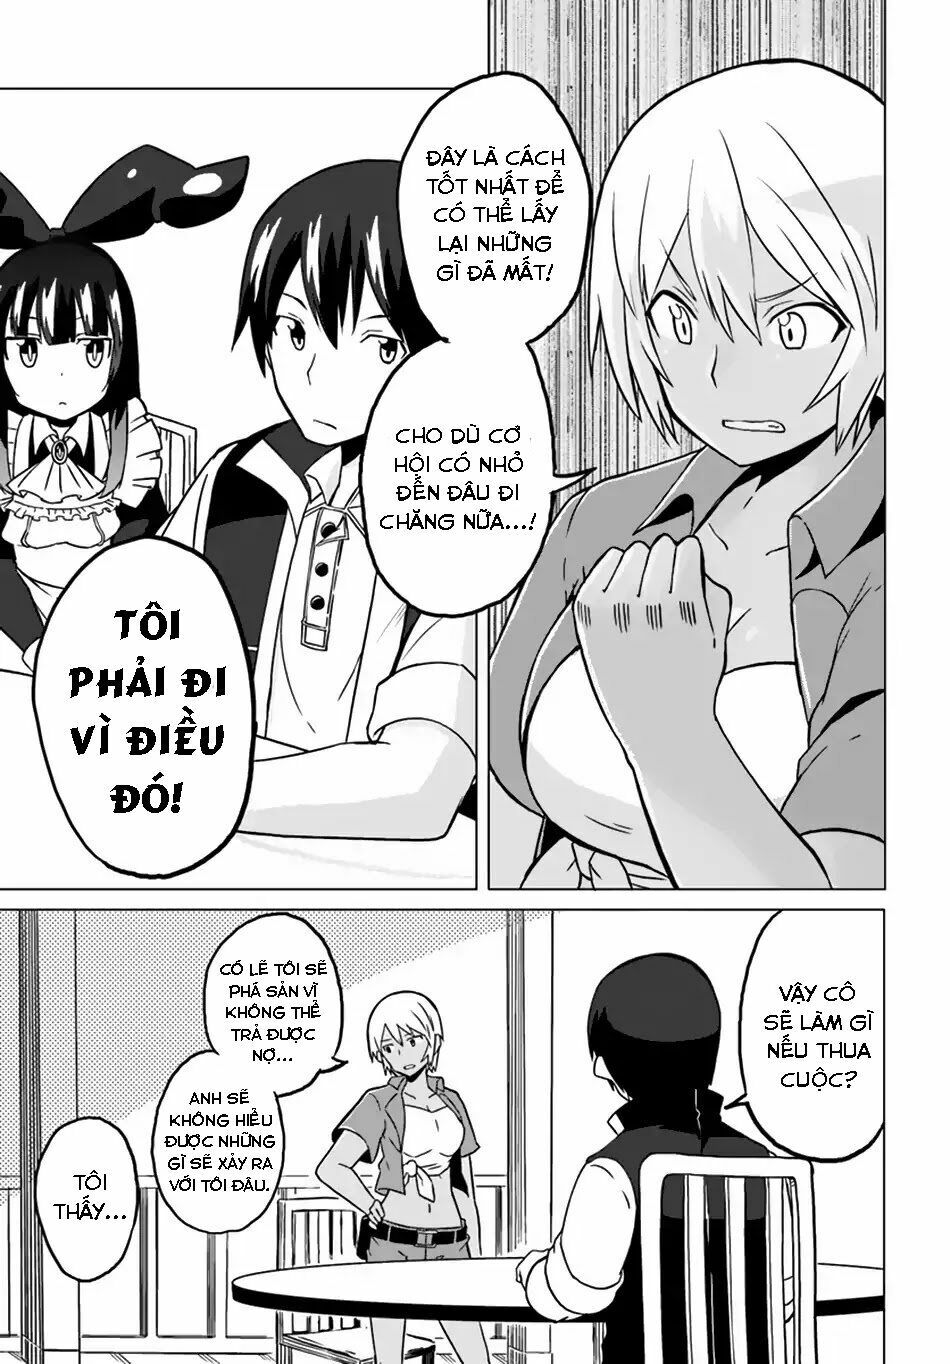 ĐÂY LÀ CÁCH
TỐT NHẤT ĐỂ
CÓ THỂ LẤY
LẠI NHỮNG
GÌ ĐÃ MẤT!
CHO DÙ CƠ
HỘI CÓ NHỎ
ĐẾN ĐÂU ĐI
CHĂNG NỮA...!
TÔI
PHẢI ĐI
VÌ ĐIỀU
ĐÓ!
VẬY CÔ
SẼ LÀM GÌ
NẾU THUA
CUỘC?
CÓ LẼ TÔI SẼ
PHÁ SẢN VÌ
KHÔNG THỂ
TRẢ ĐƯỢC
NỢ...
ANH SẼ
KHÔNG HIỂU
ĐƯỢC NHỮNG
GÌ SẼ XẢY RA
VỚI TÔI ĐÂU.
TÔI
THẤY...